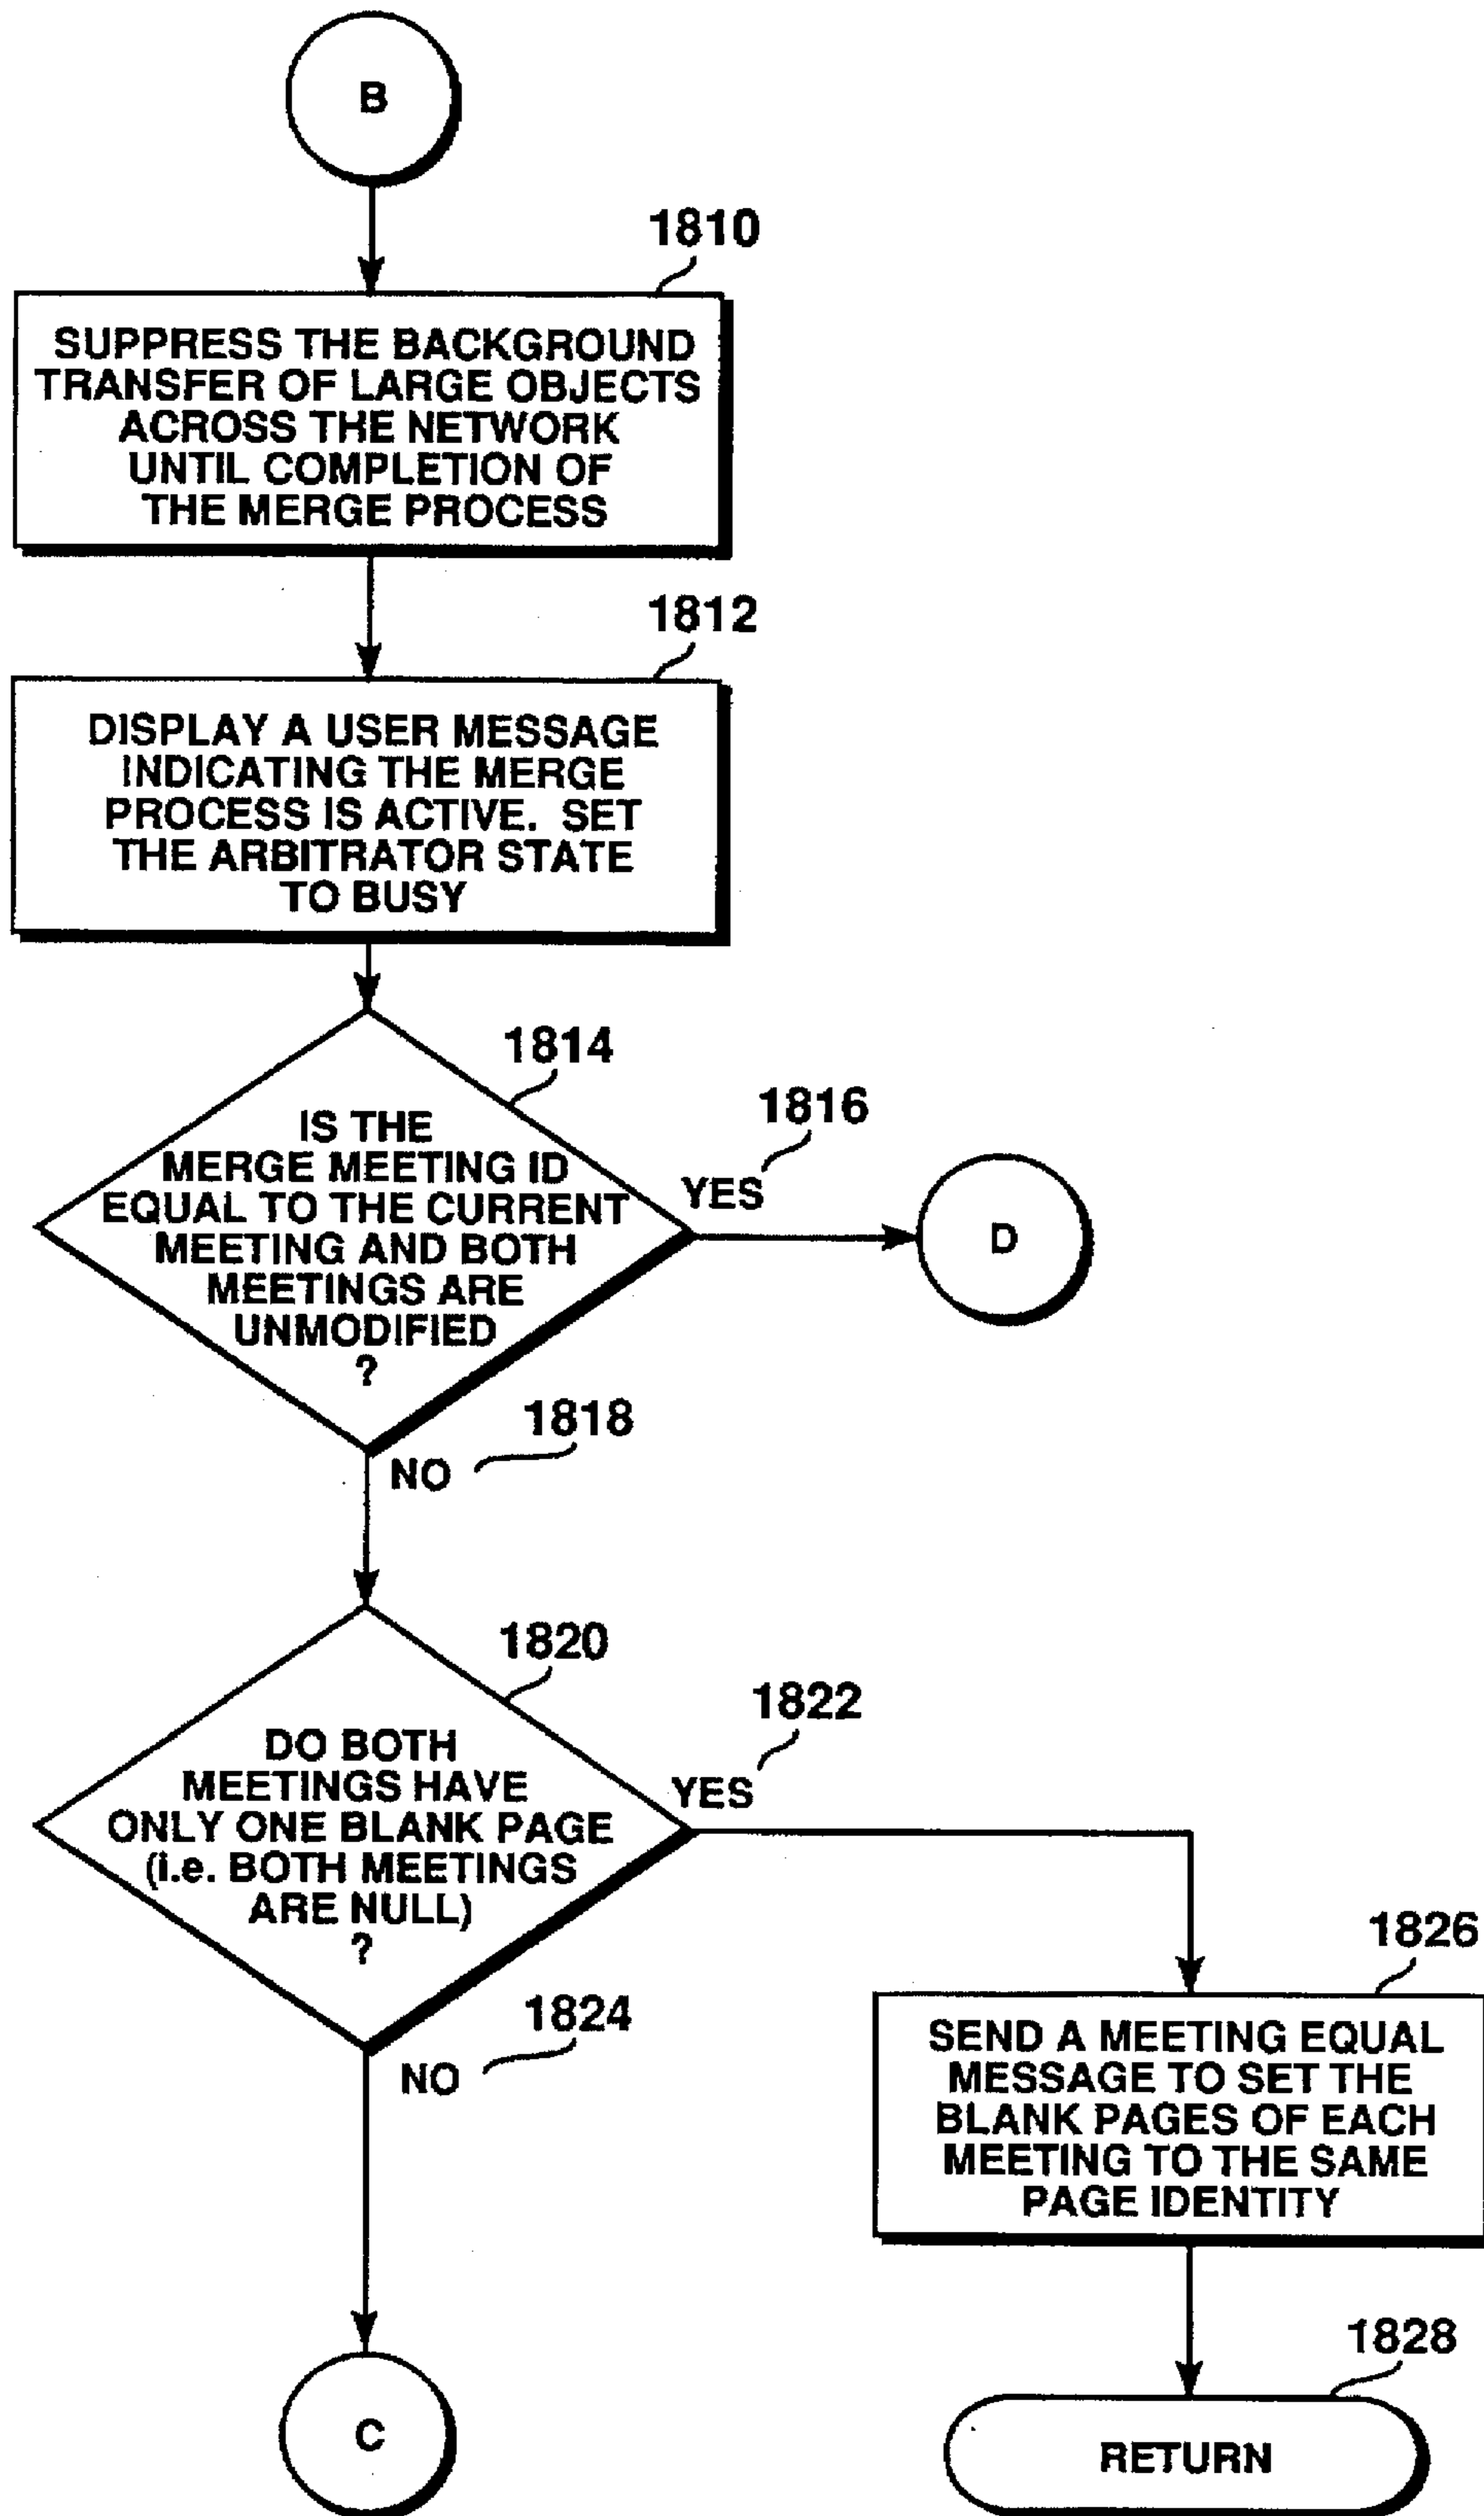 B
1810
SUPPRESS THE BACKGROUND
TRANSFER OF LARGE OBJECTS
ACROSS THE NETWORK
UNTIL COMPLETION OF
THE MERGE PROCESS
1812
DISPLAY A USER MESSAGE
INDICATING THE MERGE
PROCESS IS ACTIVE. SET
THE ARBITRATOR STATE
TO BUSY
1814
IS THE
MERGE MEETING ID
EQUAL TO THE CURRENT
MEETING AND BOTH
MEETINGS ARE
UNMODIFIED
?
1816
YES
D
1818
NO
1820
DO BOTH
MEETINGS HAVE
ONLY ONE BLANK PAGE
(i.e. BOTH MEETINGS
ARE NULL)
?
1822
YES
1824
NO
1826
SEND A MEETING EQUAL
MESSAGE TO SET THE
BLANK PAGES OF EACH
MEETING TO THE SAME
PAGE IDENTITY
1828
RETURN
C